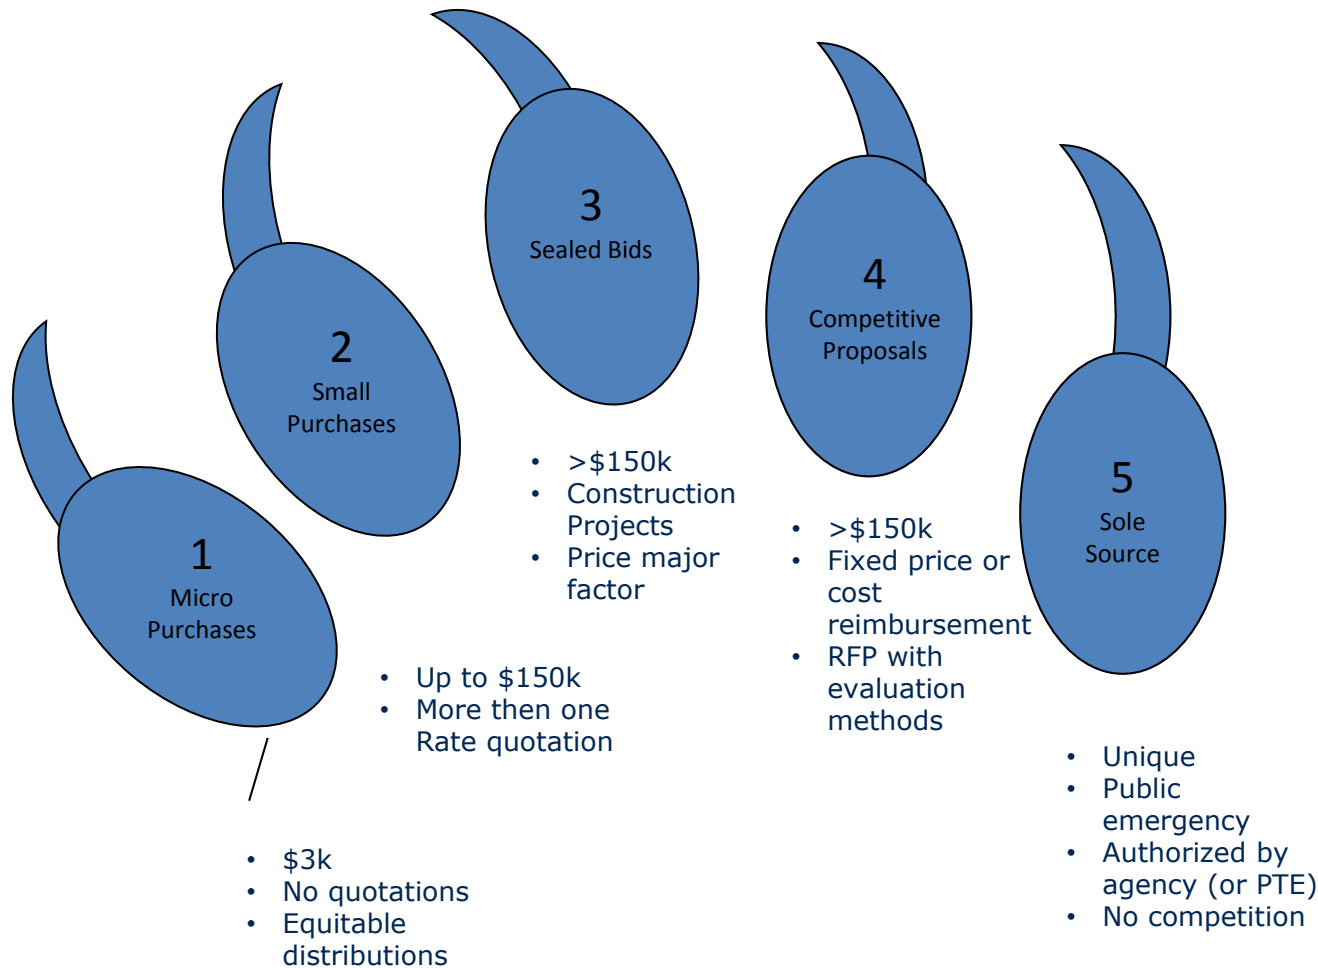 1
Micro
Purchases
• $3k
• No quotations
• Equitable
distributions
2
Small
Purchases
• Up to $150k
• More then one
Rate quotation
3
Sealed Bids
• >$150k
• Construction
Projects
• Price major
factor
4
Competitive
Proposals
• >$150k
• Fixed price or
cost
reimbursement
• RFP with
evaluation
methods
5
Sole
Source
• Unique
• Public
emergency
• Authorized by
agency (or PTE)
• No competition